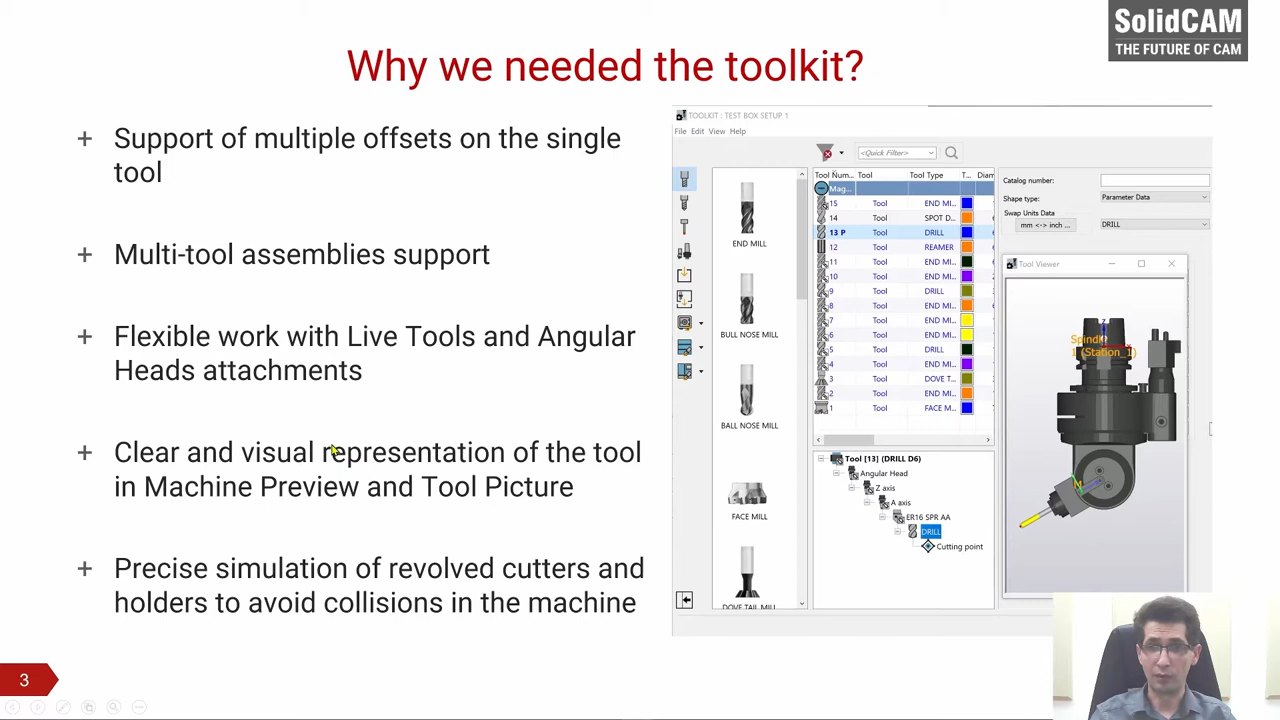 SolidCAM
THE FUTURE OF CAM
Why we needed the toolkit?
+ Support of multiple offsets on the single
tool
+ Multi-tool assemblies support
+ Flexible work with Live Tools and Angular
Heads attachments
+ Clear and visual representation of the tool
in Machine Preview and Tool Picture
+ Precise simulation of revolved cutters and
holders to avoid collisions in the machine
3
TOOLKIT : TEST BOX SETUP 1
File Edit View Help
<Quick Filter>
END MILL
BULL NOSE MILL
BALL NOSE MILL
FACE MILL
DOVE TAIL MILL
Tool Num... Tool Tool Type T... Diam
Mag...
15 Tool END MI...
14 Tool SPOT D...
13 P Tool DRILL
12 Tool REAMER
11 Tool END MI...
10 Tool END MI...
9 Tool DRILL
8 Tool END MI...
7 Tool END MI...
6 Tool END MI...
5 Tool DRILL
4 Tool END MI...
3 Tool DOVE T...
2 Tool END MI...
1 Tool FACE M...
Tool [13] (DRILL D6)
Angular Head
Z axis
A axis
ER16 SPR AA
DRILL
Cutting point
Catalog number:
Shape type: Parameter Data
Swap Units Data
mm <-> inch ... DRILL
Tool Viewer
Z
(Station_1)